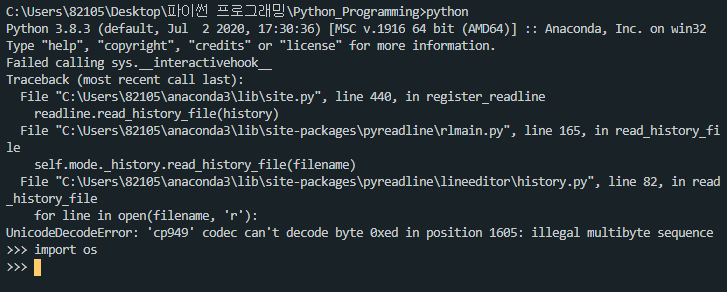 C:\Users\82105\Desktop\파이썬 프로그래밍\Python_Programming>python
Python 3.8.3 (default, Jul  2 2020, 17:30:36) [MSC v.1916 64 bit (AMD64)] :: Anaconda, Inc. on win32
Type "help", "copyright", "credits" or "license" for more information.
Failed calling sys.__interactivehook__
Traceback (most recent call last):
  File "C:\Users\82105\anaconda3\lib\site.py", line 440, in register_readline
    readline.read_history_file(history)
  File "C:\Users\82105\anaconda3\lib\site-packages\pyreadline\rlmain.py", line 165, in read_history_fi
le
    self.mode._history.read_history_file(filename)
  File "C:\Users\82105\anaconda3\lib\site-packages\pyreadline\lineeditor\history.py", line 82, in read
_history_file
    for line in open(filename, 'r'):
UnicodeDecodeError: 'cp949' codec can't decode byte 0xed in position 1605: illegal multibyte sequence
>>> import os
>>>